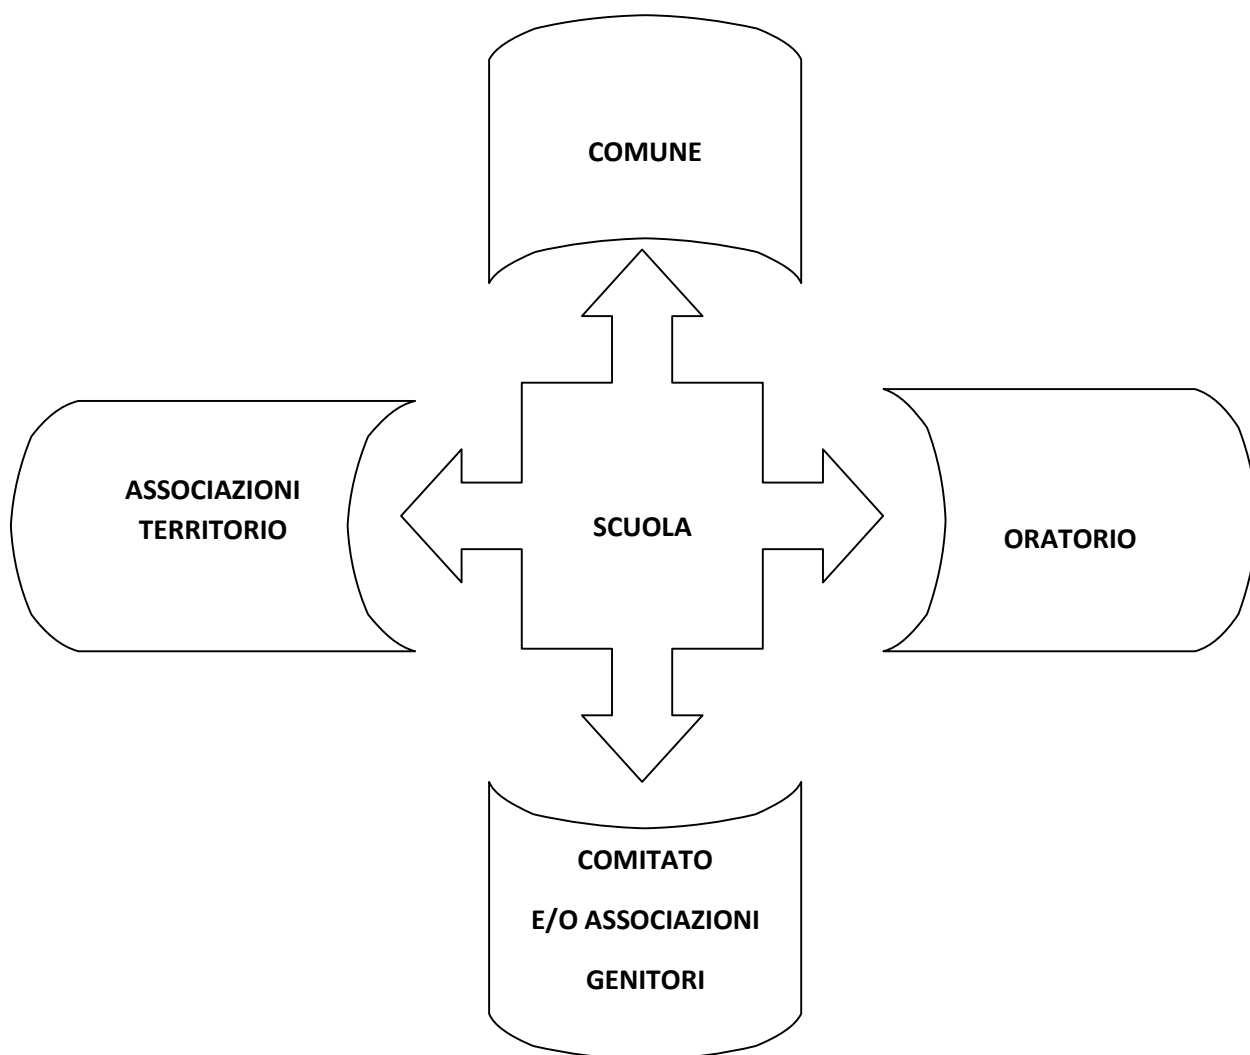 COMUNE
ASSOCIAZIONI
TERRITORIO
SCUOLA
ORATORIO
COMITATO
E/O ASSOCIAZIONI
GENITORI